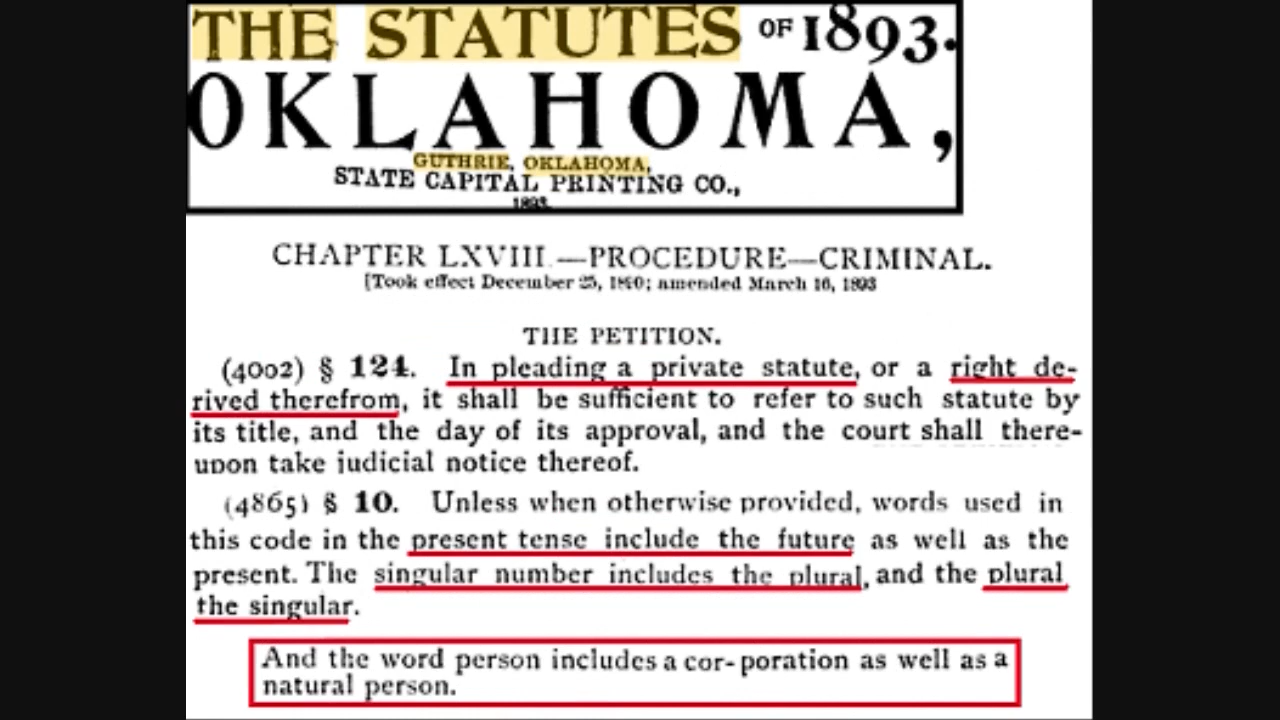 THE STATUTES OF 1893.
OKLAHOMA,
GUTHRIE, OKLAHOMA,
STATE CAPITAL PRINTING CO.,
1893.
CHAPTER LXVIII.—PROCEDURE—CRIMINAL.
[Took effect December 25, 1890; amended March 16, 1893
THE PETITION.
(4002) § 124. In pleading a private statute, or a right de-
rived therefrom, it shall be sufficient to refer to such statute by
its title, and the day of its approval, and the court shall there-
upon take judicial notice thereof.
(4865) § 10. Unless when otherwise provided, words used in
this code in the present tense include the future as well as the
present. The singular number includes the plural, and the plural
the singular.
And the word person includes a cor- poration as well as a
natural person.